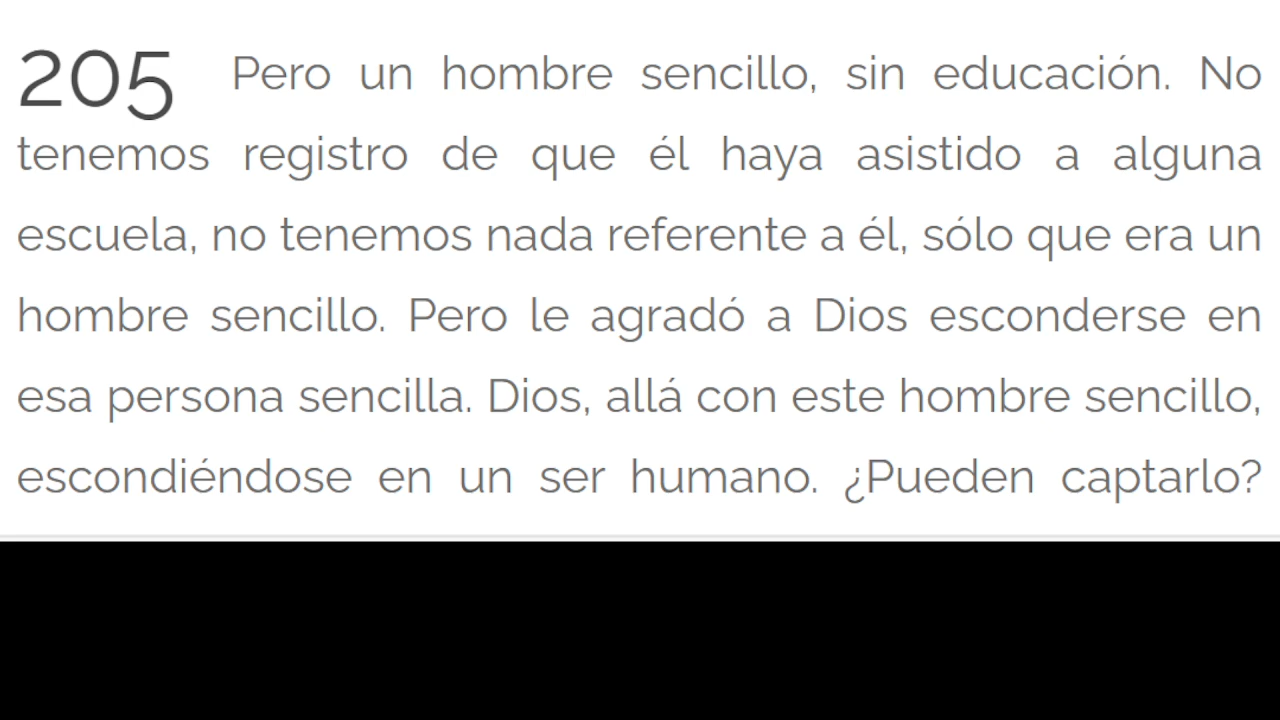 205 Pero un hombre sencillo, sin educación. No
tenemos registro de que él haya asistido a alguna
escuela, no tenemos nada referente a él, sólo que era un
hombre sencillo. Pero le agradó a Dios esconderse en
esa persona sencilla. Dios, allá con este hombre sencillo,
escondiéndose en un ser humano. ¿Pueden captarlo?